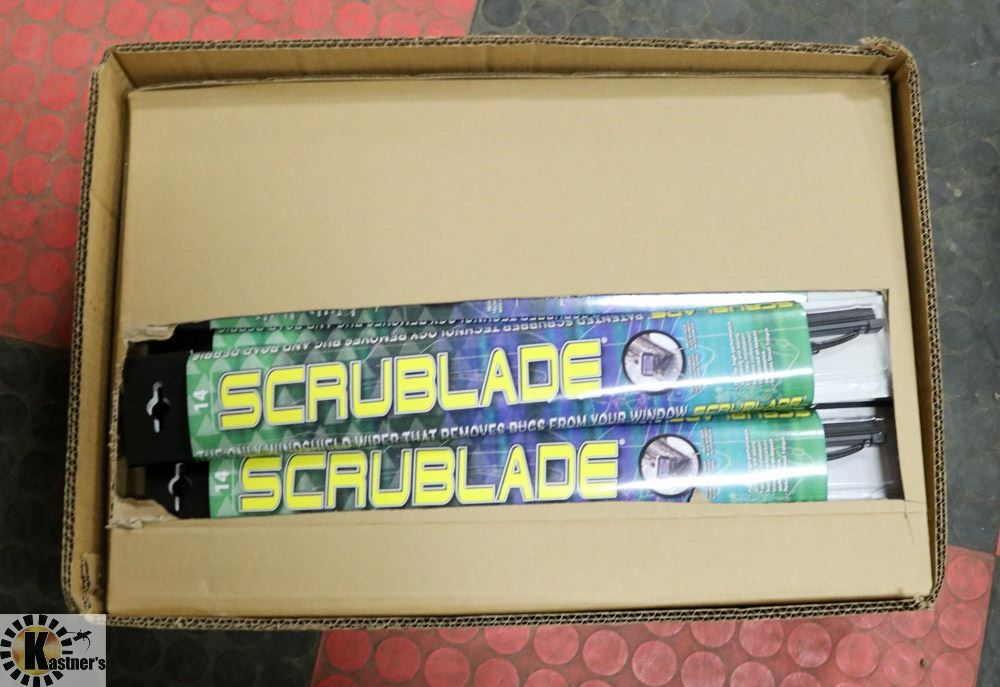 PATENTED SCRUBBER TECHNOLOGY REMOVES BUG AND ROAD DEBRIS
SCRUBLADE
14
SCRUBLADE
THE ONLY WINDSHIELD WIPER THAT REMOVES BUGS FROM YOUR WINDOW SCRUBLADE
14
SCRUBLADE
Kastner's